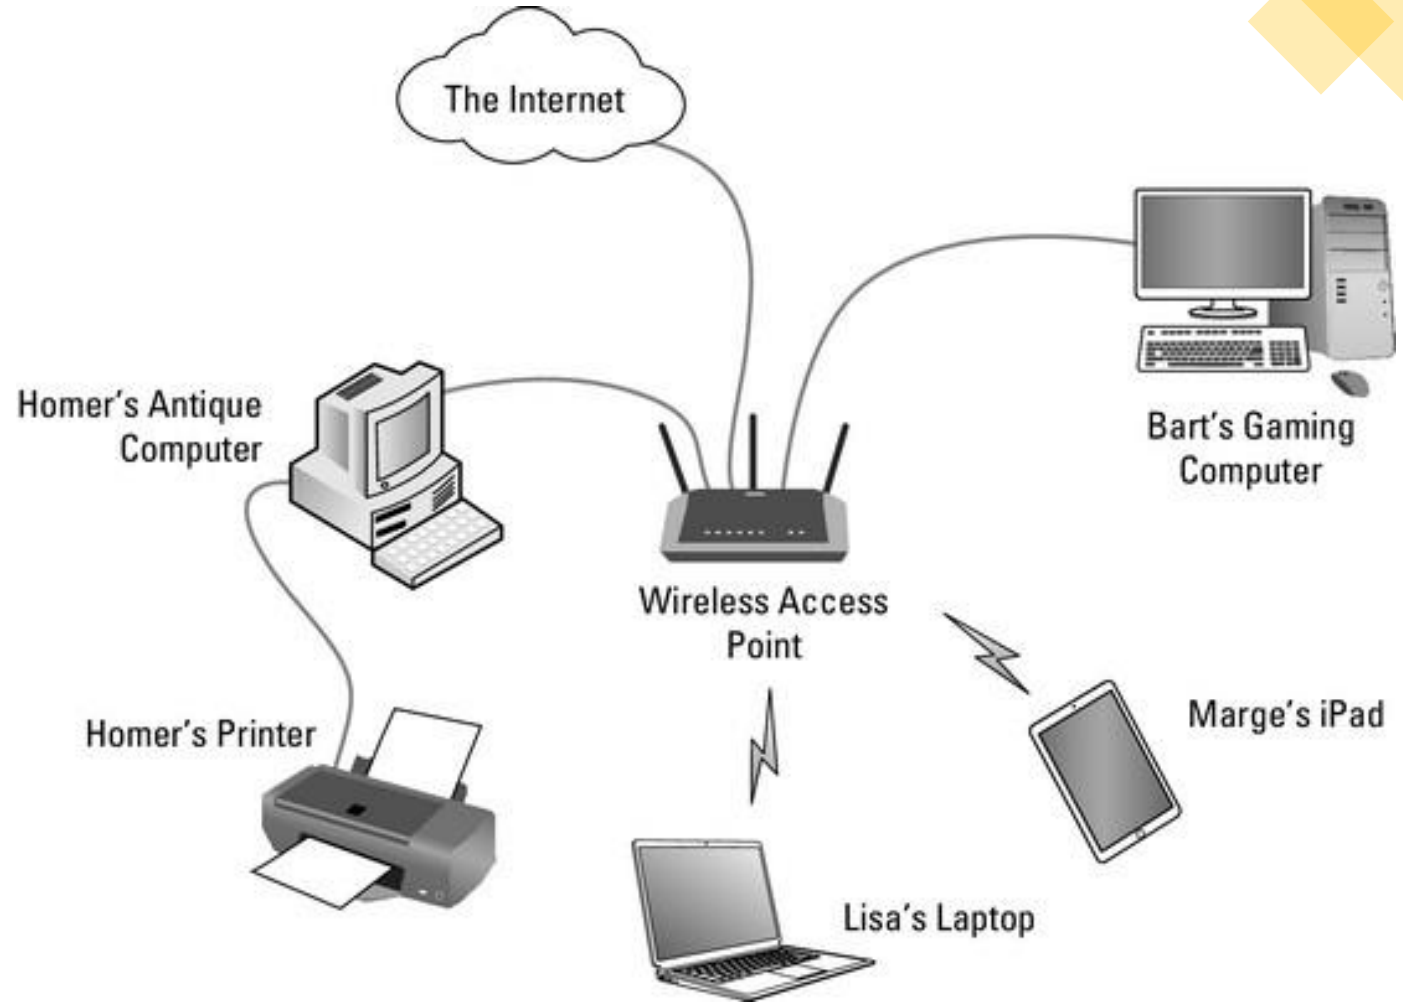 The Internet
Homer's Antique
Computer
Bart's Gaming
Computer
Wireless Access
Point
Homer's Printer
Marge's iPad
Lisa's Laptop